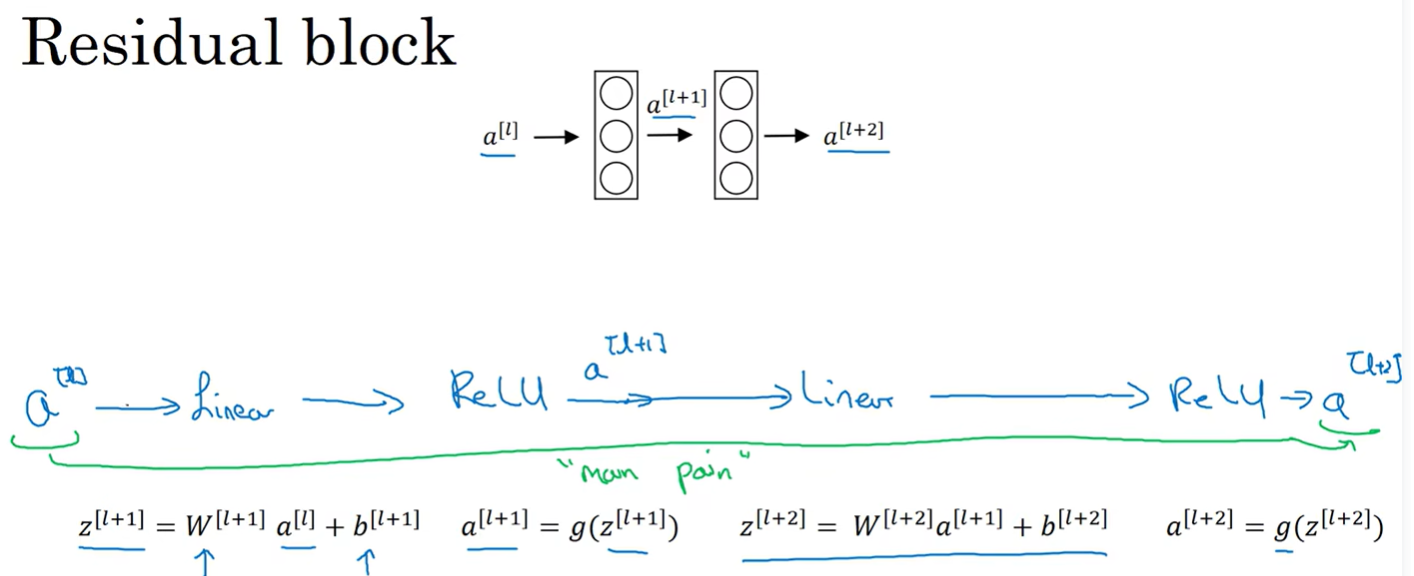 Residual block
a[l+1]
a[l] a[l+2]
a[l] Linear ReLU a[l+1] Linear ReLU a[l+2]
"main path"
z[l+1] = W[l+1] a[l] + b[l+1] a[l+1] = g(z[l+1]) z[l+2] = W[l+2]a[l+1] + b[l+2] a[l+2] = g(z[l+2])